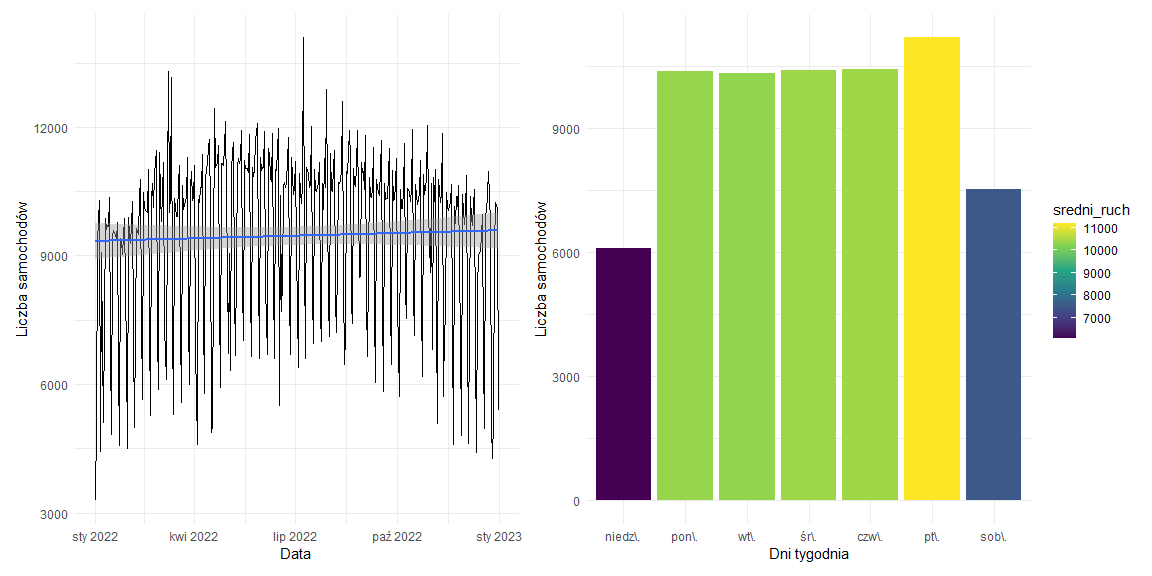 Liczba samochodów
12000
9000
6000
3000
sty 2022
kwi 2022
lip 2022
paź 2022
sty 2023
Data
Liczba samochodów
9000
6000
3000
0
niedz\.
pon\.
wt\.
śr\.
czw\.
pt\.
sob\.
Dni tygodnia
sredni_ruch
11000
10000
9000
8000
7000